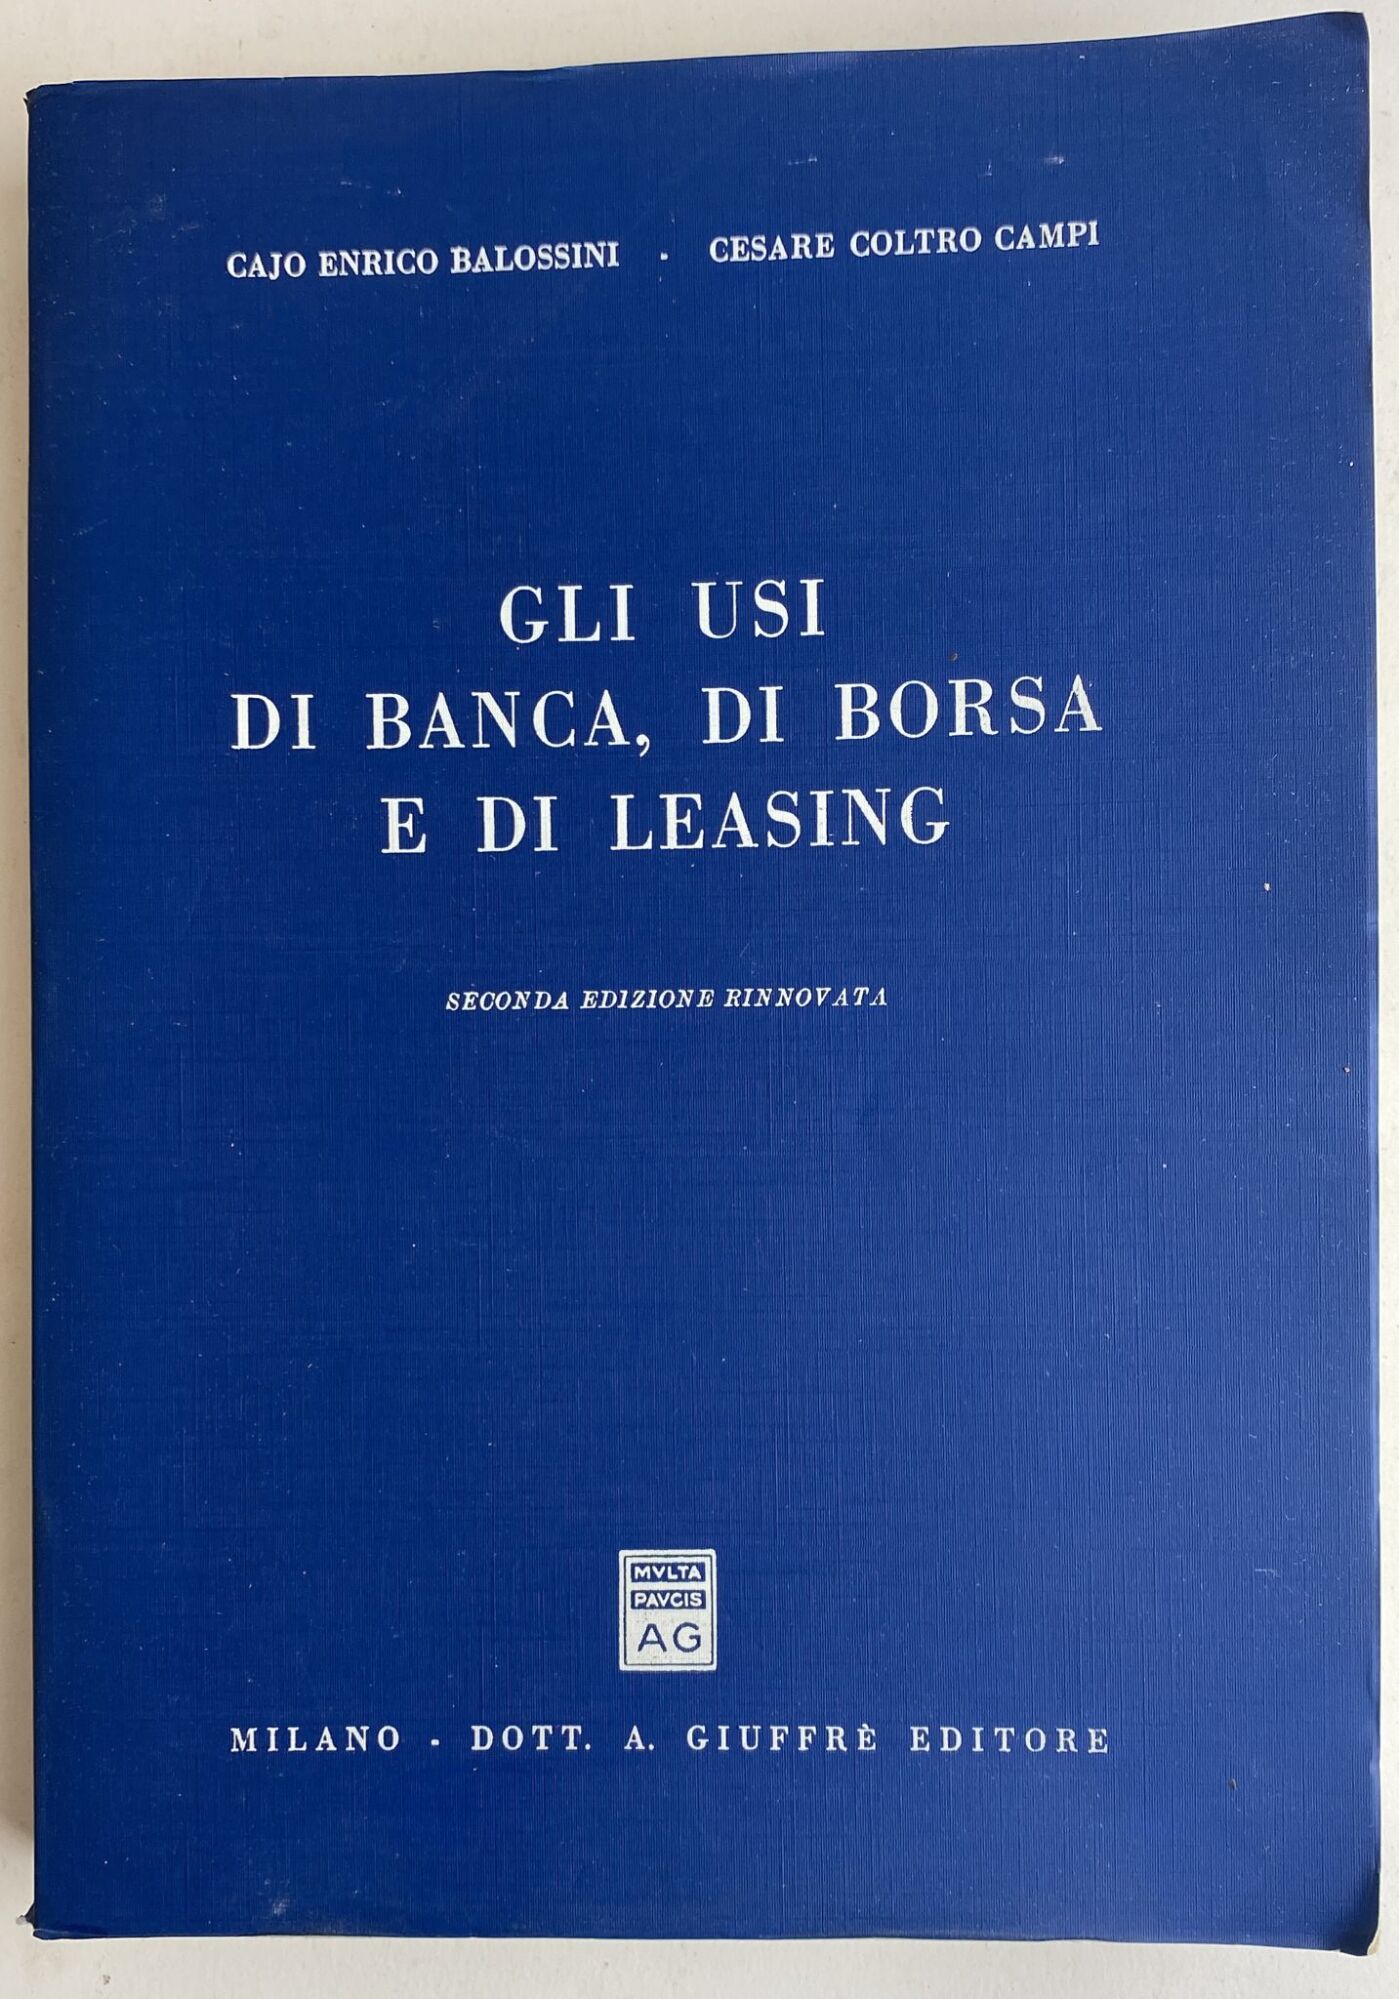 CAJO ENRICO BALOSSINI . CESARE COLTRO CAMPI
GLI USI
DI BANCA, DI BORSA
E DI LEASING
SECONDA EDIZIONE RINNOVATA
MVLTA
PAVCIS
AG
MILANO - DOTT. A. GIUFFRÈ EDITORE